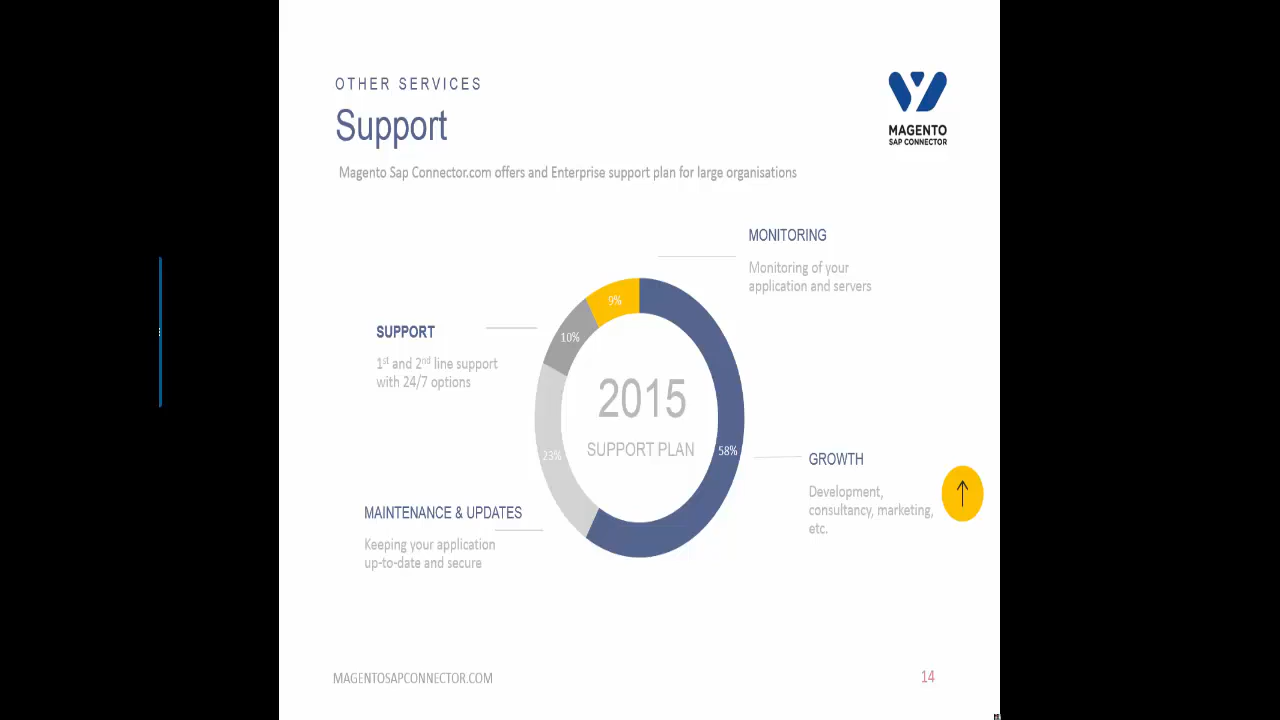 OTHER SERVICES
Support
MAGENTO
SAP CONNECTOR
Magento Sap Connector.com offers and Enterprise support plan for large organisations
MONITORING
Monitoring of your
application and servers
9%
10%
SUPPORT
1st and 2nd line support
with 24/7 options
2015
SUPPORT PLAN
23%
58%
GROWTH
Development,
consultancy, marketing,
etc.
MAINTENANCE & UPDATES
Keeping your application
up-to-date and secure
MAGENTOSAPCONNECTOR.COM
14